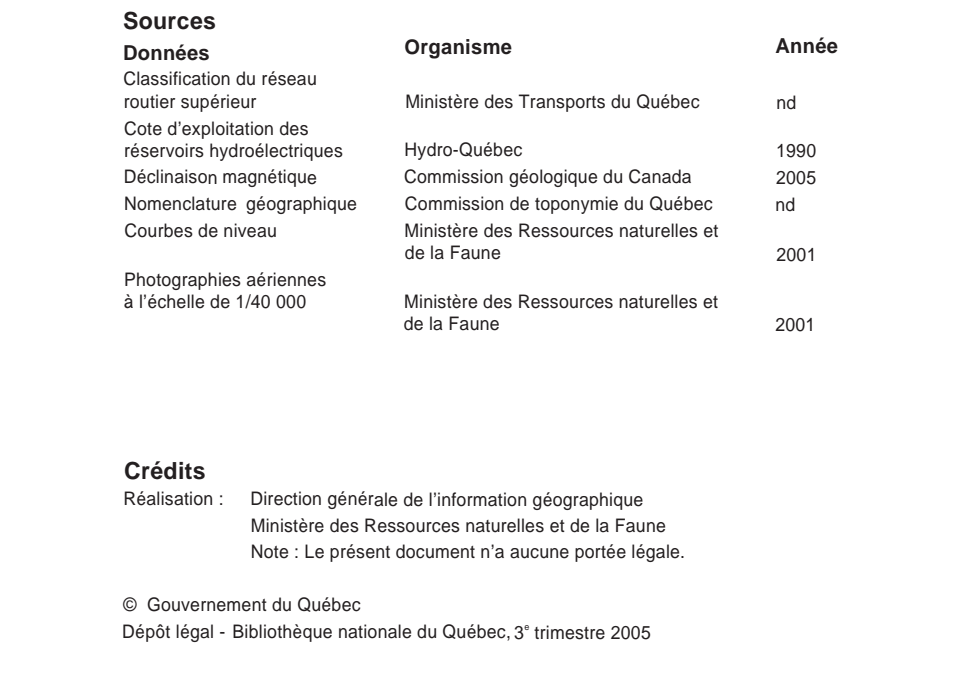 Sources
Données Organisme Année
Classification du réseau
routier supérieur Ministère des Transports du Québec nd
Cote d'exploitation des
réservoirs hydroélectriques Hydro-Québec 1990
Déclinaison magnétique Commission géologique du Canada 2005
Nomenclature géographique Commission de toponymie du Québec nd
Courbes de niveau Ministère des Ressources naturelles et
de la Faune 2001
Photographies aériennes
à l'échelle de 1/40 000 Ministère des Ressources naturelles et
de la Faune 2001
Crédits
Réalisation : Direction générale de l'information géographique
Ministère des Ressources naturelles et de la Faune
Note : Le présent document n'a aucune portée légale.
© Gouvernement du Québec
Dépôt légal - Bibliothèque nationale du Québec, 3e trimestre 2005